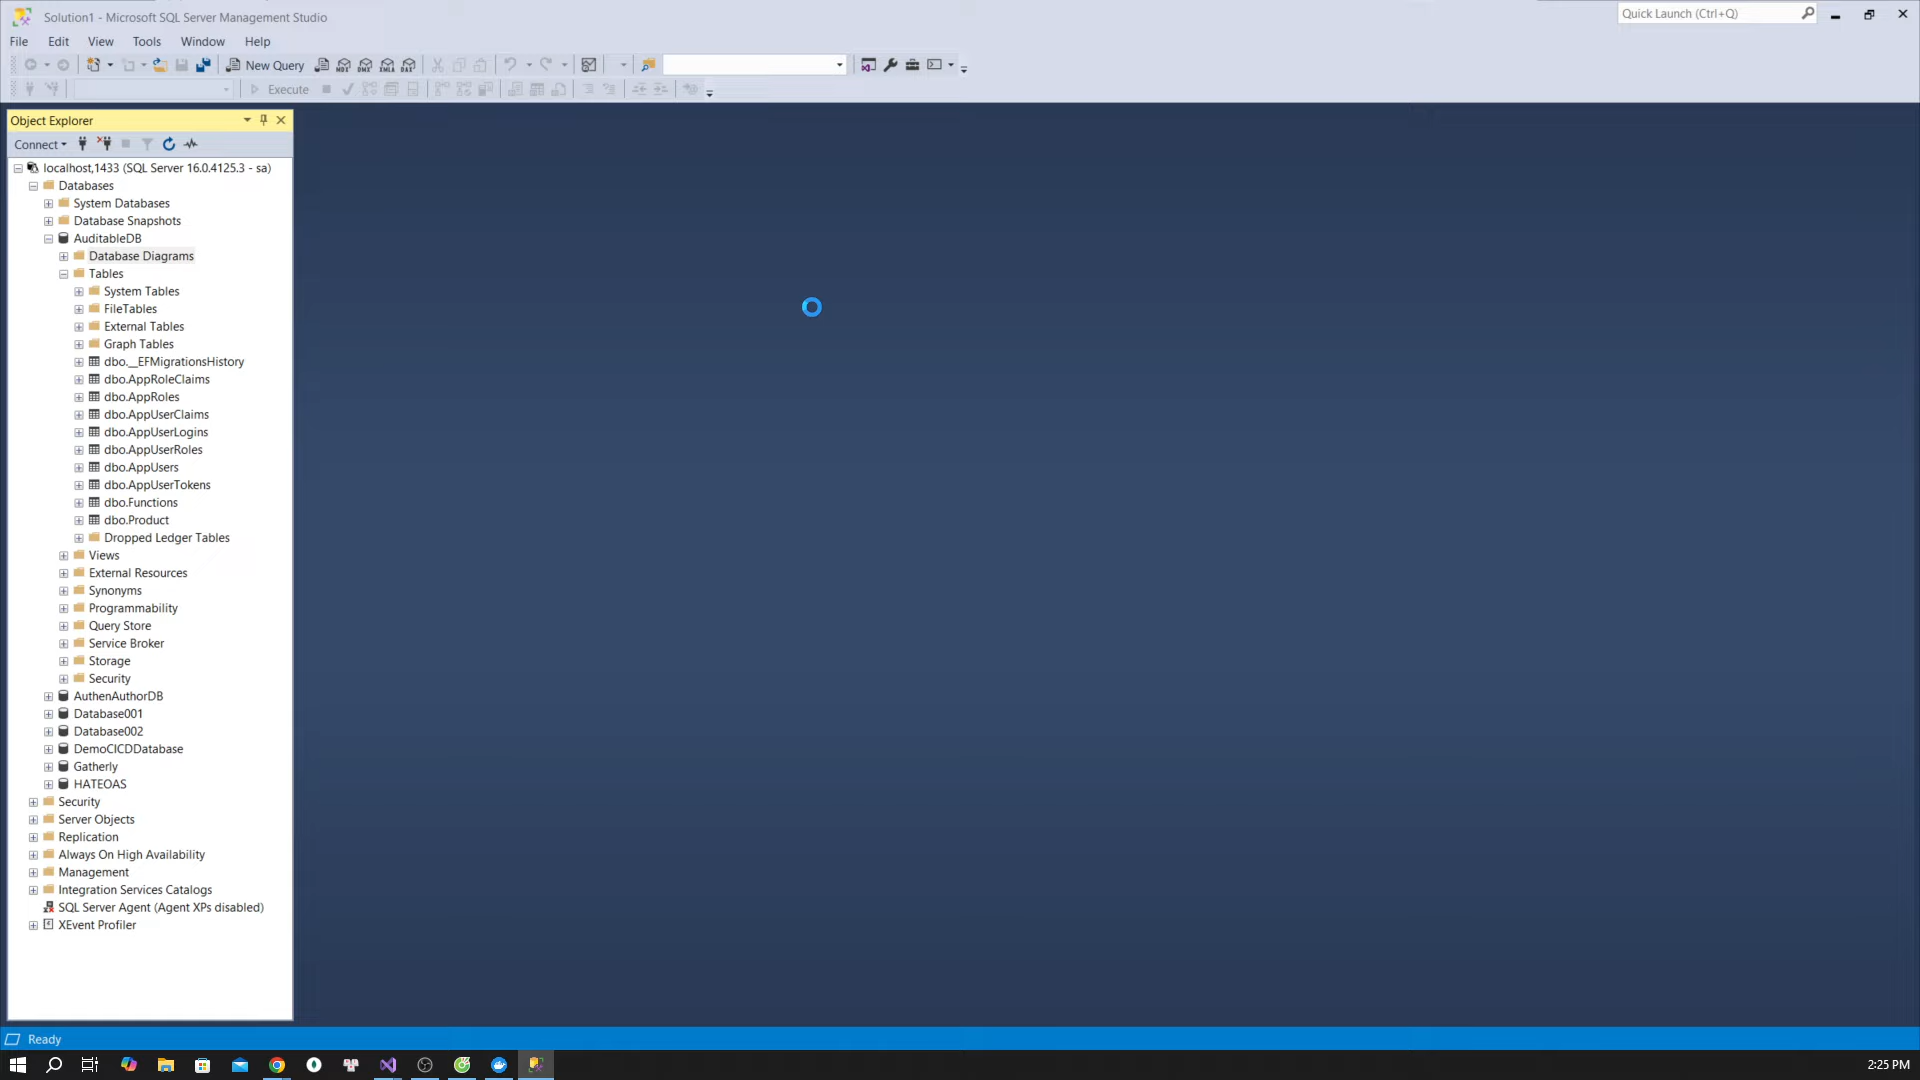 Solution1 - Microsoft SQL Server Management Studio
Quick Launch (Ctrl+Q)
File Edit View Tools Window Help
New Query
MDX DMX XMLA DAX
Execute
Object Explorer
Connect
localhost,1433 (SQL Server 16.0.4125.3 - sa)
Databases
System Databases
Database Snapshots
AuditableDB
Database Diagrams
Tables
System Tables
FileTables
External Tables
Graph Tables
dbo.__EFMigrationsHistory
dbo.AppRoleClaims
dbo.AppRoles
dbo.AppUserClaims
dbo.AppUserLogins
dbo.AppUserRoles
dbo.AppUsers
dbo.AppUserTokens
dbo.Functions
dbo.Product
Dropped Ledger Tables
Views
External Resources
Synonyms
Programmability
Query Store
Service Broker
Storage
Security
AuthenAuthorDB
Database001
Database002
DemoCICDDatabase
Gatherly
HATEOAS
Security
Server Objects
Replication
Always On High Availability
Management
Integration Services Catalogs
SQL Server Agent (Agent XPs disabled)
XEvent Profiler
Ready
2:25 PM